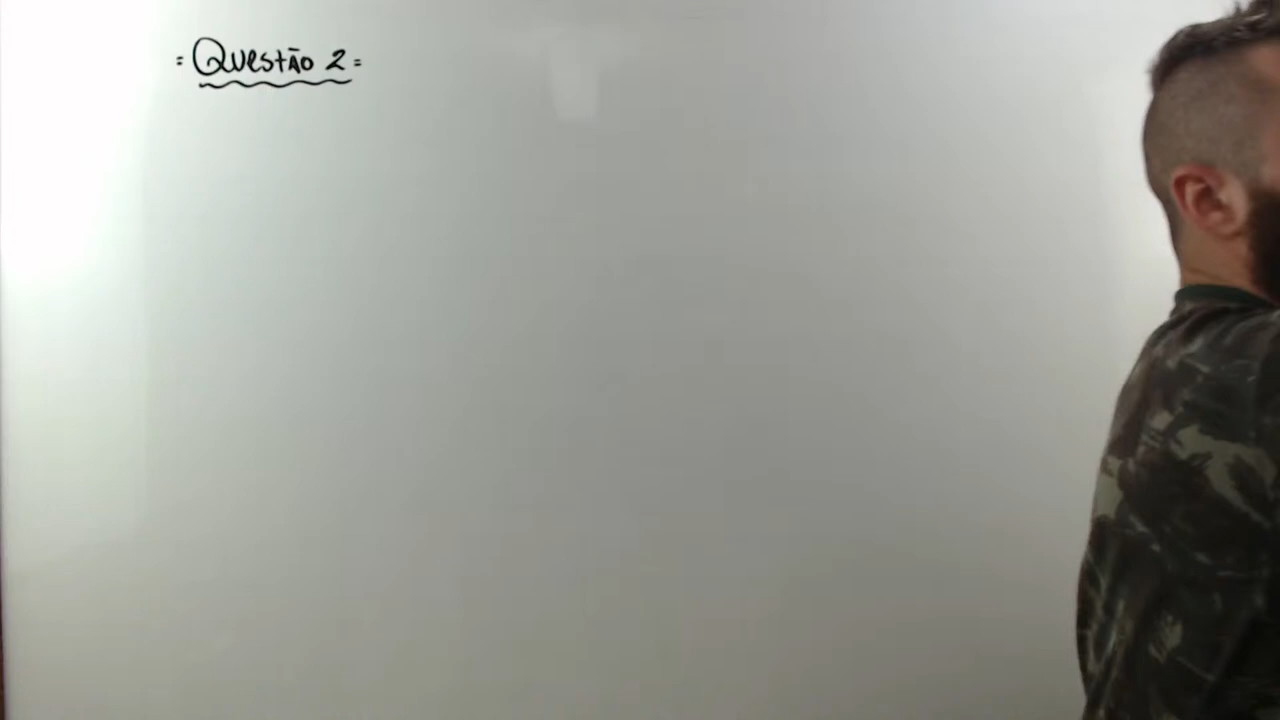 = Questão 2 =